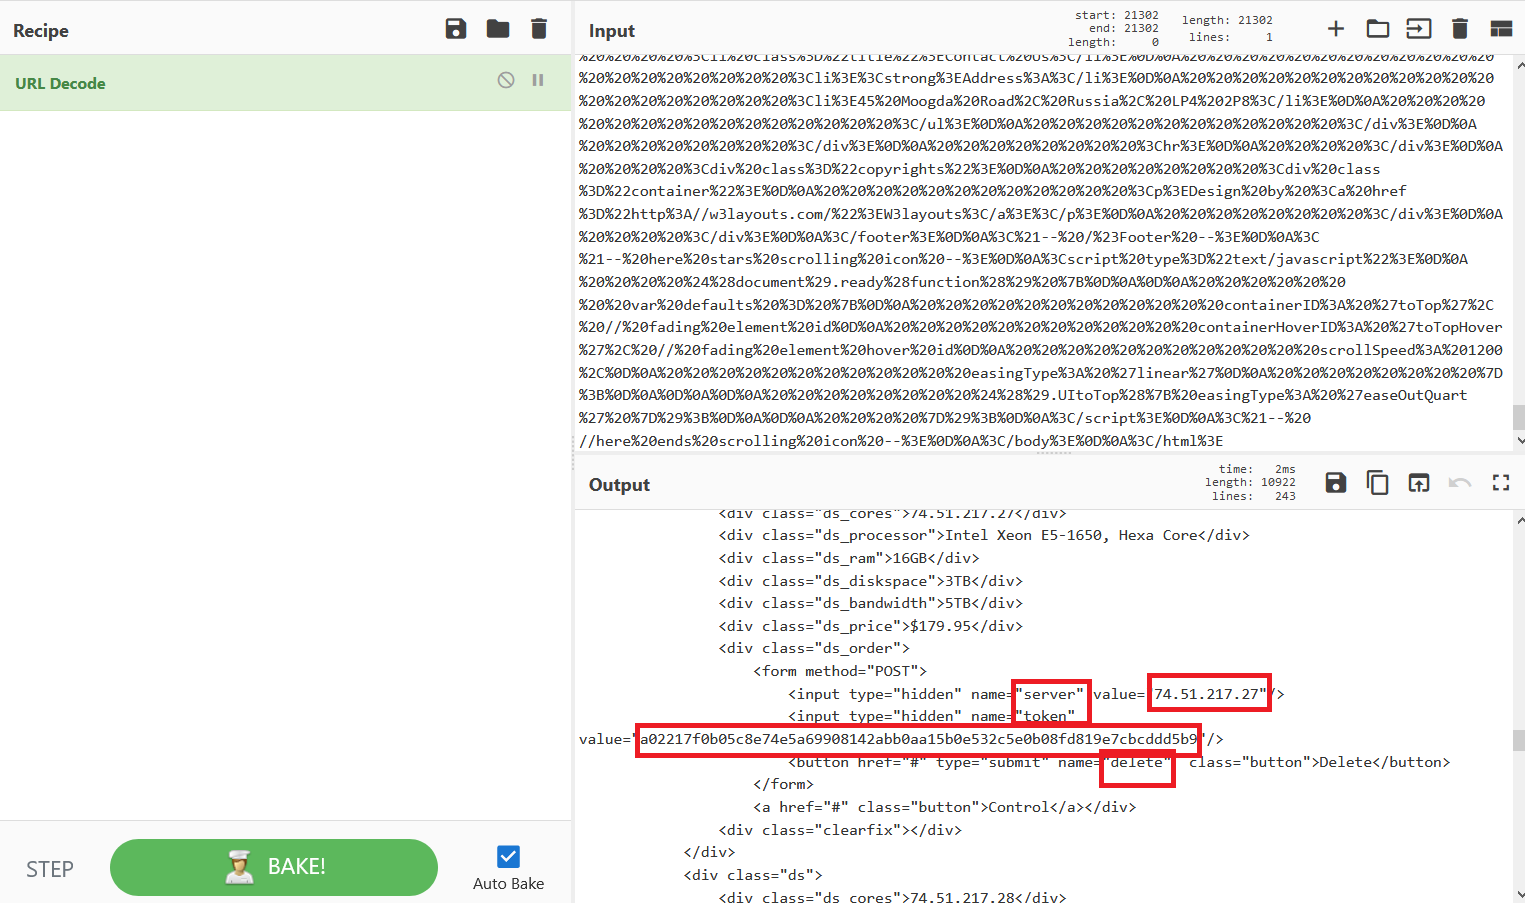 Recipe
URL Decode
STEP
BAKE!
Auto Bake
Input
start: 21302
end: 21302
length: 0
length: 21302
lines: 1
%20%20%20%20%3Cli%20class%3D%22title%22%3EContact%20Us%3C/li%3E%0D%0A%20%20%20%20%20%20%20%20%20%20%20%20
%20%20%20%20%20%20%20%20%3Cli%3E%3Cstrong%3EAddress%3A%3C/li%3E%0D%0A%20%20%20%20%20%20%20%20%20%20%20%20
%20%20%20%20%20%20%20%20%3Cli%3E45%20Moogda%20Road%2C%20Russia%2C%20LP4%202P8%3C/li%3E%0D%0A%20%20%20%20
%20%20%20%20%20%20%20%20%20%20%20%20%3C/ul%3E%0D%0A%20%20%20%20%20%20%20%20%20%20%20%20%3C/div%3E%0D%0A
%20%20%20%20%20%20%20%20%3C/div%3E%0D%0A%20%20%20%20%20%20%20%20%3Chr%3E%0D%0A%20%20%20%20%3C/div%3E%0D%0A
%20%20%20%20%3Cdiv%20class%3D%22copyrights%22%3E%0D%0A%20%20%20%20%20%20%20%20%3Cdiv%20class
%3D%22container%22%3E%0D%0A%20%20%20%20%20%20%20%20%20%20%20%20%3Cp%3EDesign%20by%20%3Ca%20href
%3D%22http%3A//w3layouts.com/%22%3EW3layouts%3C/a%3E%3C/p%3E%0D%0A%20%20%20%20%20%20%20%20%3C/div%3E%0D%0A
%20%20%20%20%3C/div%3E%0D%0A%3C/footer%3E%0D%0A%3C%21--%20/%23Footer%20--%3E%0D%0A%3C
%21--%20here%20stars%20scrolling%20icon%20--%3E%0D%0A%3Cscript%20type%3D%22text/javascript%22%3E%0D%0A
%20%20%20%20%24%28document%29.ready%28function%28%29%20%7B%0D%0A%0D%0A%20%20%20%20%20%20
%20%20var%20defaults%20%3D%20%7B%0D%0A%20%20%20%20%20%20%20%20%20%20%20%20containerID%3A%20%27toTop%27%2C
%20//%20fading%20element%20id%0D%0A%20%20%20%20%20%20%20%20%20%20%20%20containerHoverID%3A%20%27toTopHover
%27%2C%20//%20fading%20element%20hover%20id%0D%0A%20%20%20%20%20%20%20%20%20%20%20%20scrollSpeed%3A%201200
%2C%0D%0A%20%20%20%20%20%20%20%20%20%20%20%20easingType%3A%20%27linear%27%0D%0A%20%20%20%20%20%20%20%20%7D
%3B%0D%0A%0D%0A%0D%0A%20%20%20%20%20%20%20%20%24%28%29.UItoTop%28%7B%20easingType%3A%20%27easeOutQuart
%27%20%7D%29%3B%0D%0A%0D%0A%20%20%20%20%7D%29%3B%0D%0A%3C/script%3E%0D%0A%3C%21--%20
//here%20ends%20scrolling%20icon%20--%3E%0D%0A%3C/body%3E%0D%0A%3C/html%3E
Output
time: 2ms
length: 10922
lines: 243
<div class="ds_cores">74.51.217.27</div>
<div class="ds_processor">Intel Xeon E5-1650, Hexa Core</div>
<div class="ds_ram">16GB</div>
<div class="ds_diskspace">3TB</div>
<div class="ds_bandwidth">5TB</div>
<div class="ds_price">$179.95</div>
<div class="ds_order">
<form method="POST">
<input type="hidden" name="server" value="74.51.217.27"/>
<input type="hidden" name="token"
value="a02217f0b05c8e74e5a69908142abb0aa15b0e532c5e0b08fd819e7cbcddd5b9"/>
<button href="#" type="submit" name="delete" class="button">Delete</button>
</form>
<a href="#" class="button">Control</a></div>
<div class="clearfix"></div>
</div>
<div class="ds">
<div class="ds_cores">74.51.217.28</div>